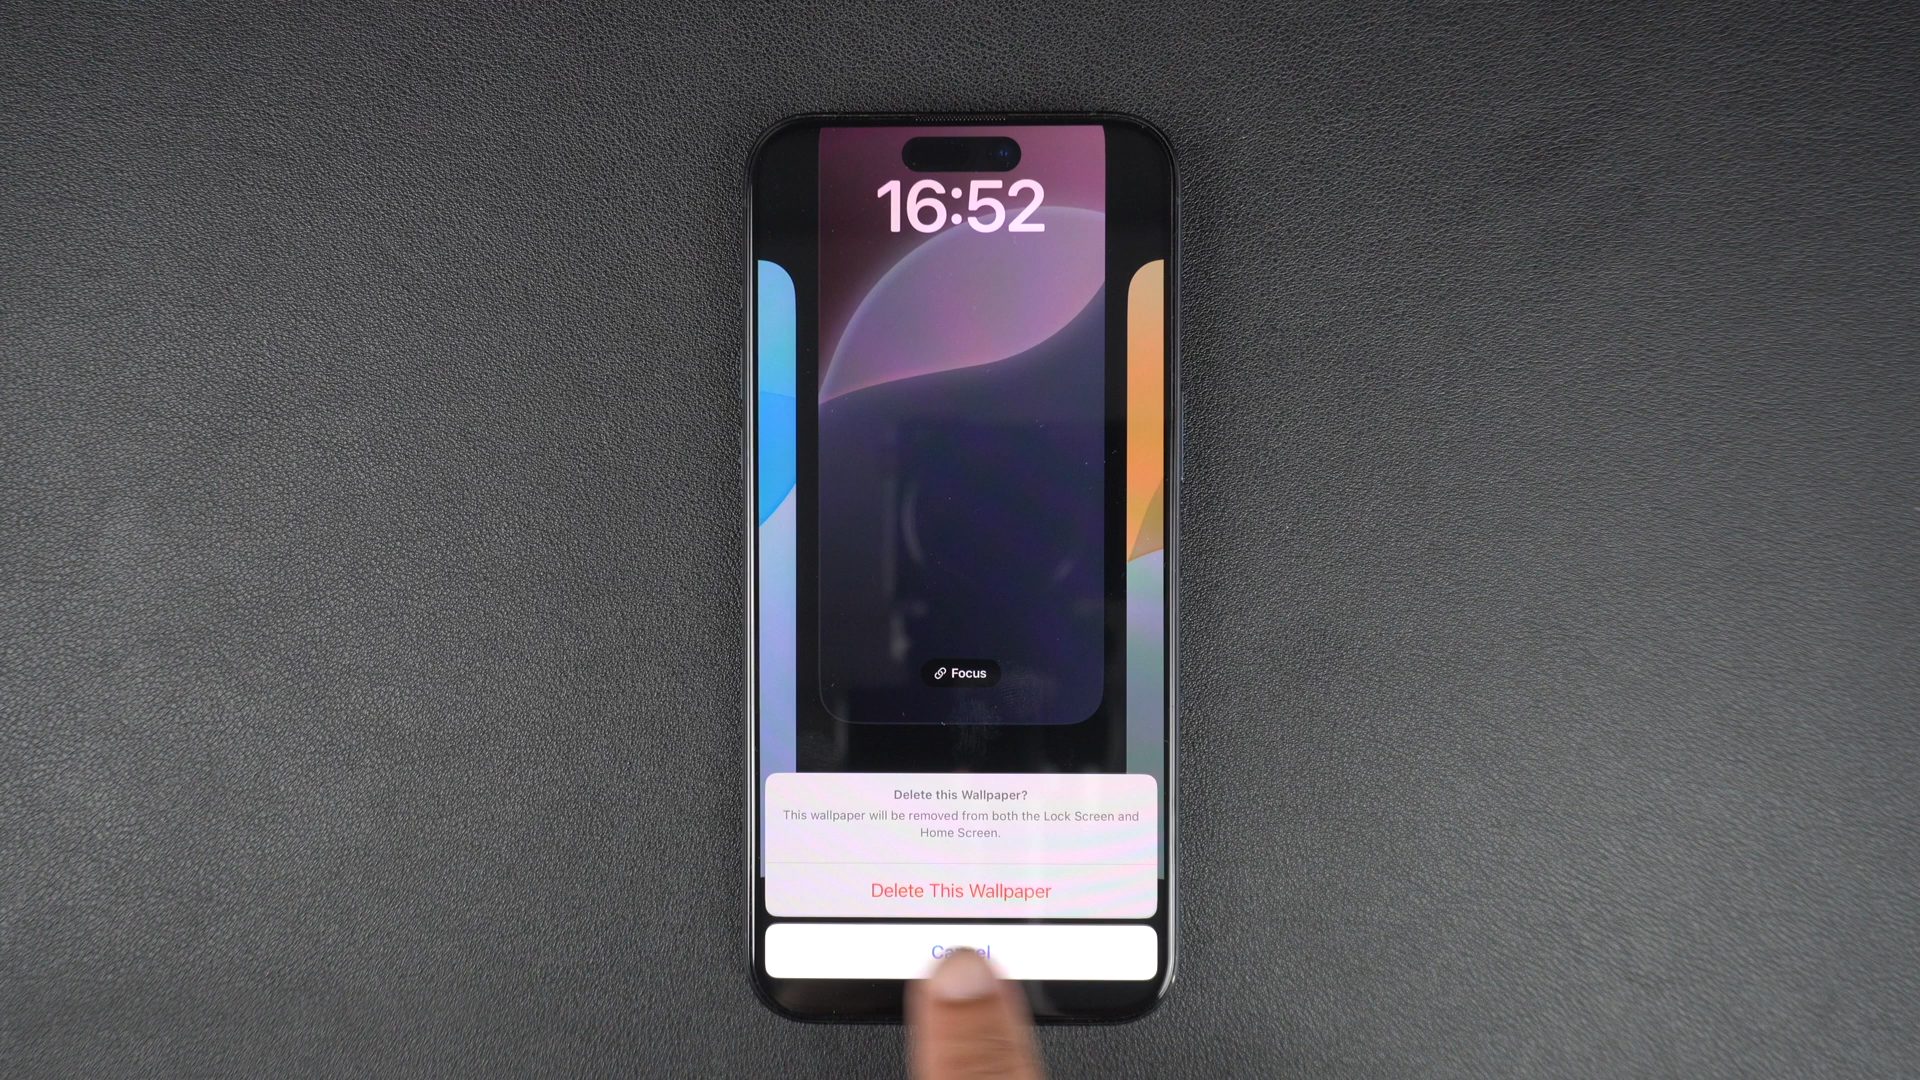 16:52
Focus
Delete this Wallpaper?
This wallpaper will be removed from both the Lock Screen and
Home Screen.
Delete This Wallpaper
Cancel